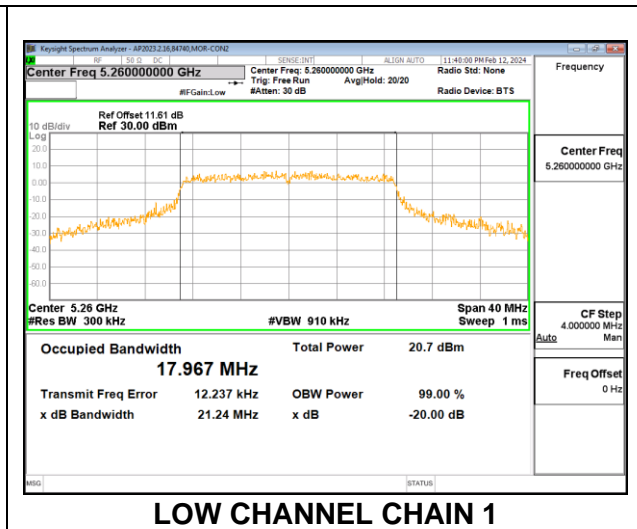 Keysight Spectrum Analyzer - AP2023.2.16,84740,MOR-CON2
RF 50 Ω DC SENSE:INT ALIGN AUTO 11:40:00 PM Feb 12, 2024
Center Freq 5.260000000 GHz Center Freq: 5.260000000 GHz Radio Std: None Frequency
Trig: Free Run Avg|Hold: 20/20
#IFGain:Low #Atten: 30 dB Radio Device: BTS
Ref Offset 11.61 dB
10 dB/div Ref 30.00 dBm
Log
20.0
10.0
0.00
-10.0
-20.0
-30.0
-40.0
-50.0
-60.0
Center Freq
5.260000000 GHz
Center 5.26 GHz Span 40 MHz
#Res BW 300 kHz #VBW 910 kHz Sweep 1 ms
CF Step
4.000000 MHz
Auto Man
Occupied Bandwidth Total Power 20.7 dBm
17.967 MHz
Freq Offset
0 Hz
Transmit Freq Error 12.237 kHz OBW Power 99.00 %
x dB Bandwidth 21.24 MHz x dB -20.00 dB
MSG STATUS
LOW CHANNEL CHAIN 1